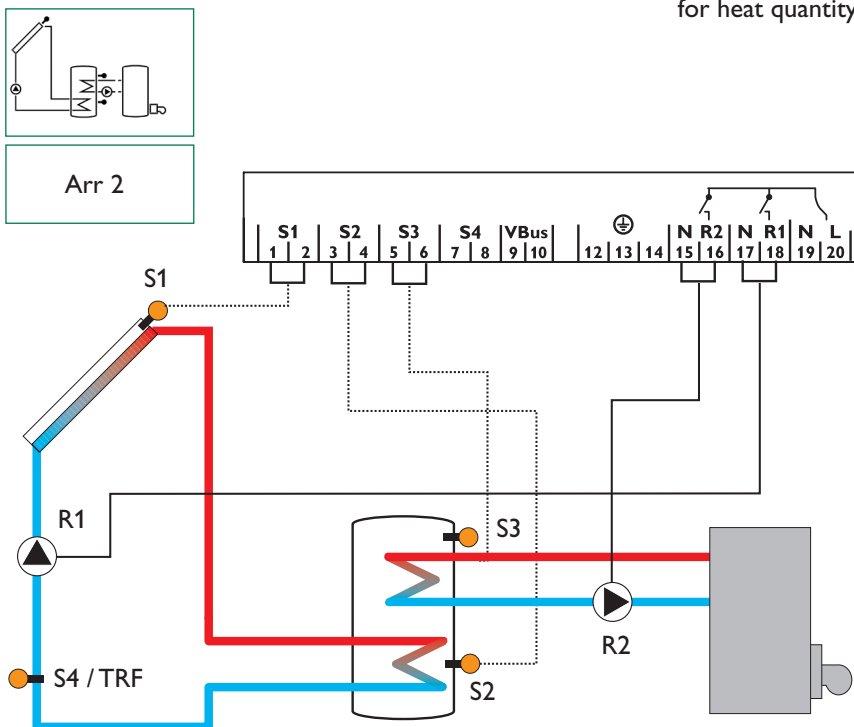 for heat quantity
Arr 2
S1 S2 S3 S4 VBus N R2 N R1 N L
1 2 3 4 5 6 7 8 9 10 12 13 14 15 16 17 18 19 20
S1
R1
S3
R2
S4 / TRF
S2